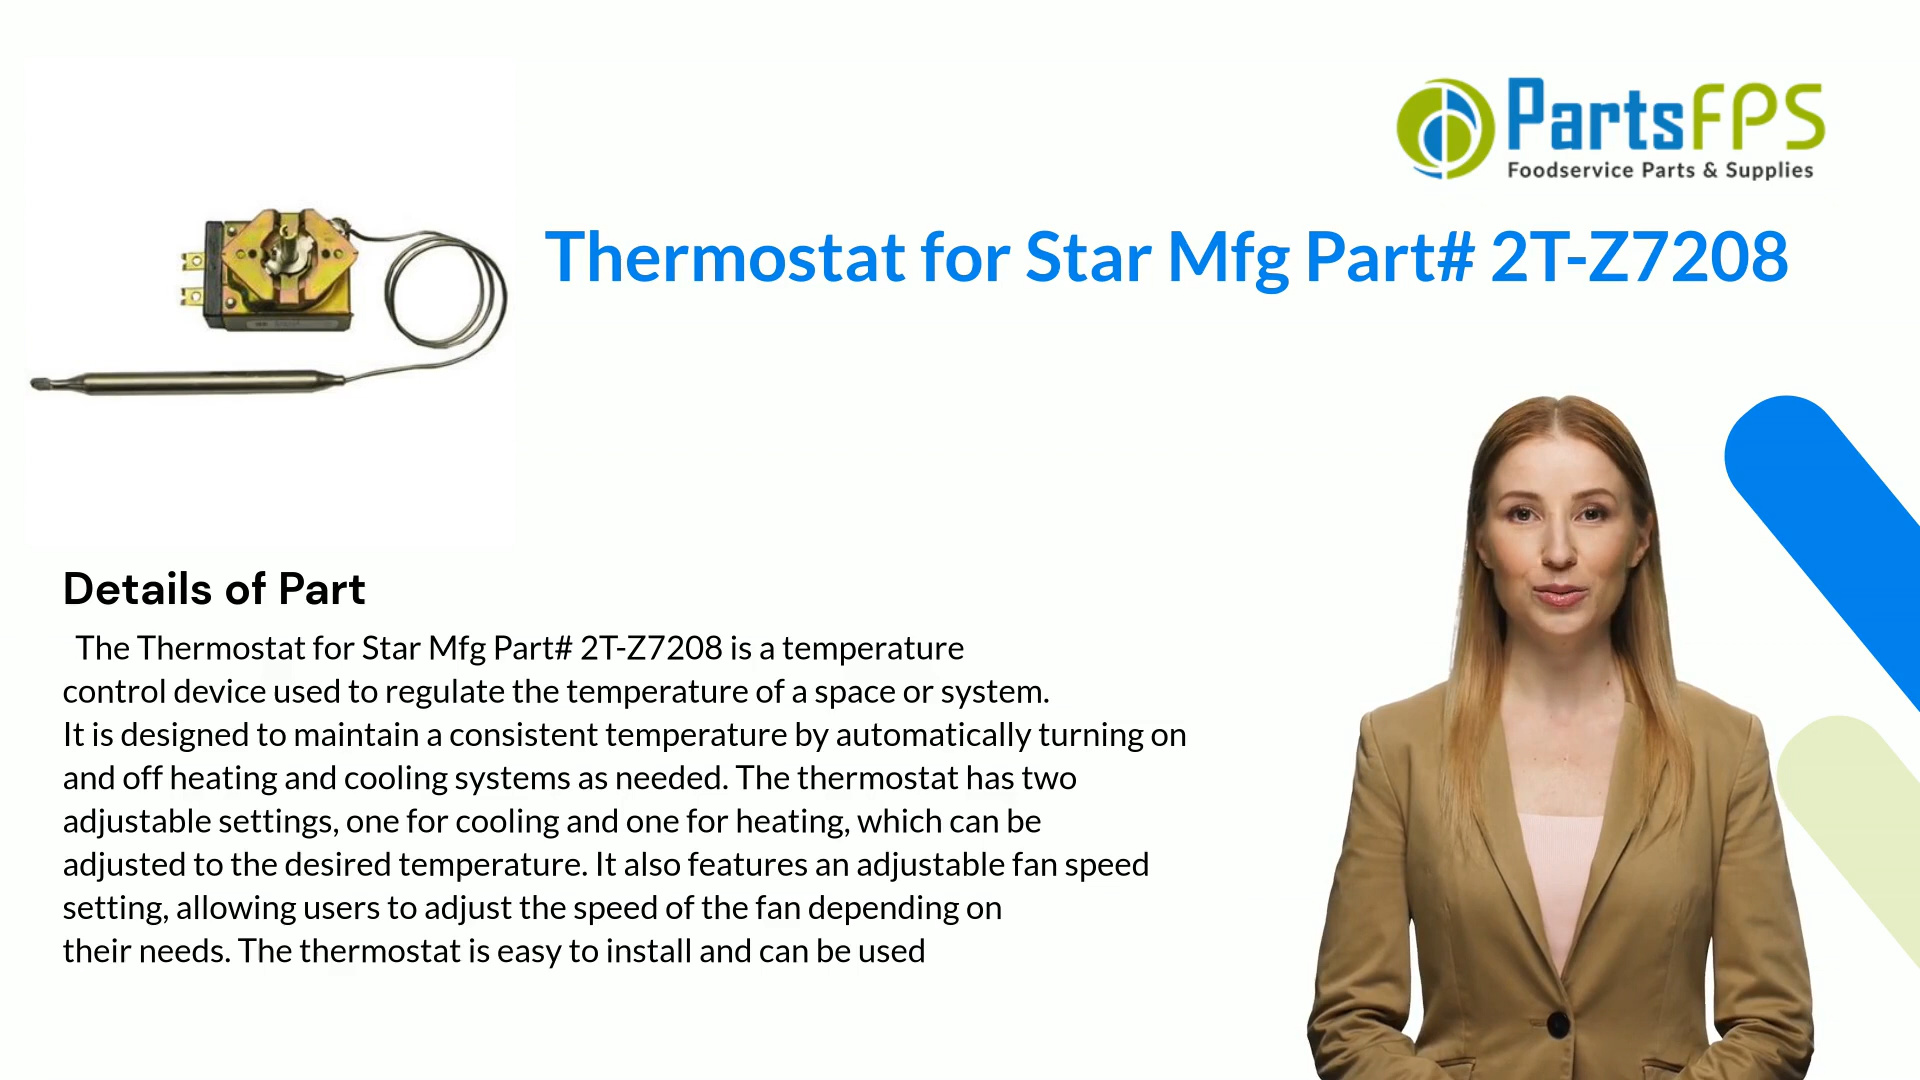 PartsFPS
Foodservice Parts & Supplies
Thermostat for Star Mfg Part# 2T-Z7208
Details of Part
The Thermostat for Star Mfg Part# 2T-Z7208 is a temperature
control device used to regulate the temperature of a space or system.
It is designed to maintain a consistent temperature by automatically turning on
and off heating and cooling systems as needed. The thermostat has two
adjustable settings, one for cooling and one for heating, which can be
adjusted to the desired temperature. It also features an adjustable fan speed
setting, allowing users to adjust the speed of the fan depending on
their needs. The thermostat is easy to install and can be used